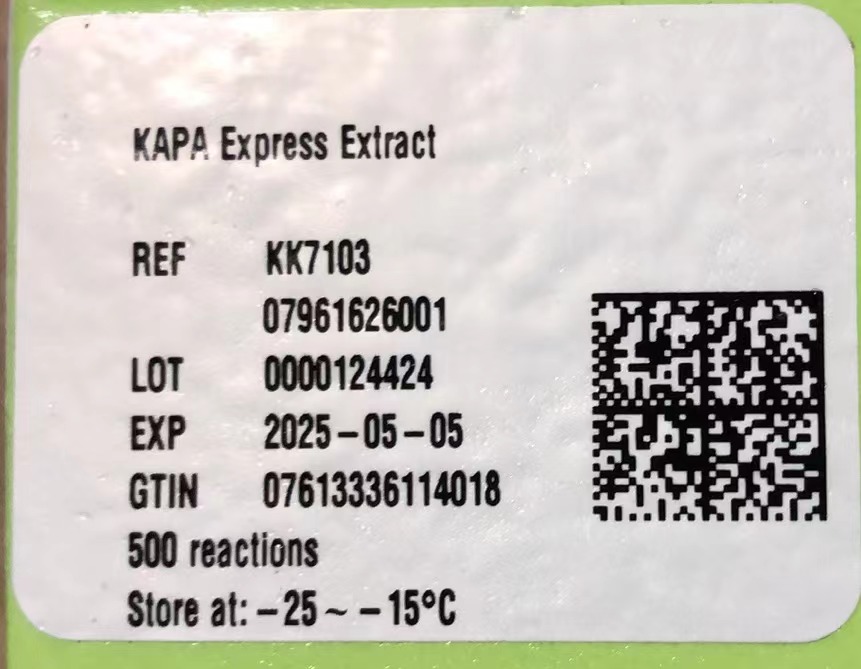 KAPA Express Extract
REF KK7103
07961626001
LOT 0000124424
EXP 2025-05-05
GTIN 07613336114018
500 reactions
Store at: -25 ~ -15°C